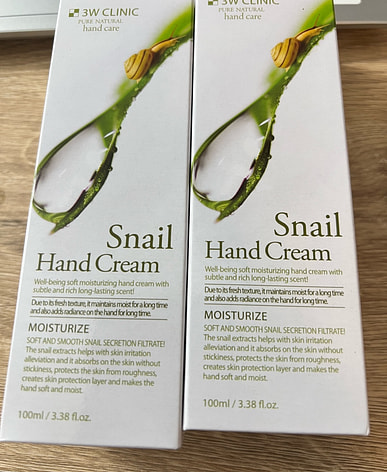 3W CLINIC
PURE NATURAL
hand care
Snail
Hand Cream
Well-being soft moisturizing hand cream with
subtle and rich long-lasting scent!
Due to its fresh texture, it maintains moist for a long time
and also adds radiance on the hand for long time.
MOISTURIZE
SOFT AND SMOOTH SNAIL SECRETION FILTRATE!
The snail extracts helps with skin irritation
alleviation and it absorbs on the skin without
stickiness, protects the skin from roughness,
creates skin protection layer and makes the
hand soft and moist.
100ml / 3.38 fl.oz.
3W CLINIC
PURE NATURAL
hand care
Snail
Hand Cream
Well-being soft moisturizing hand cream with
subtle and rich long-lasting scent!
Due to its fresh texture, it maintains moist for a long time
and also adds radiance on the hand for long time.
MOISTURIZE
SOFT AND SMOOTH SNAIL SECRETION FILTRATE!
The snail extracts helps with skin irritation
alleviation and it absorbs on the skin without
stickiness, protects the skin from roughness,
creates skin protection layer and makes the
hand soft and moist.
100ml / 3.38 fl.oz.